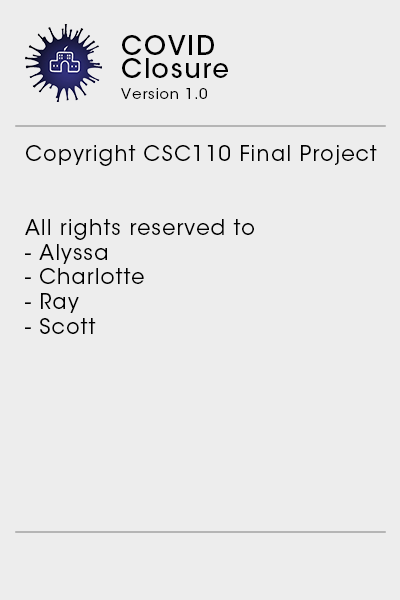 COVID
Closure
Version 1.0
Copyright CSC110 Final Project
All rights reserved to
- Alyssa
- Charlotte
- Ray
- Scott